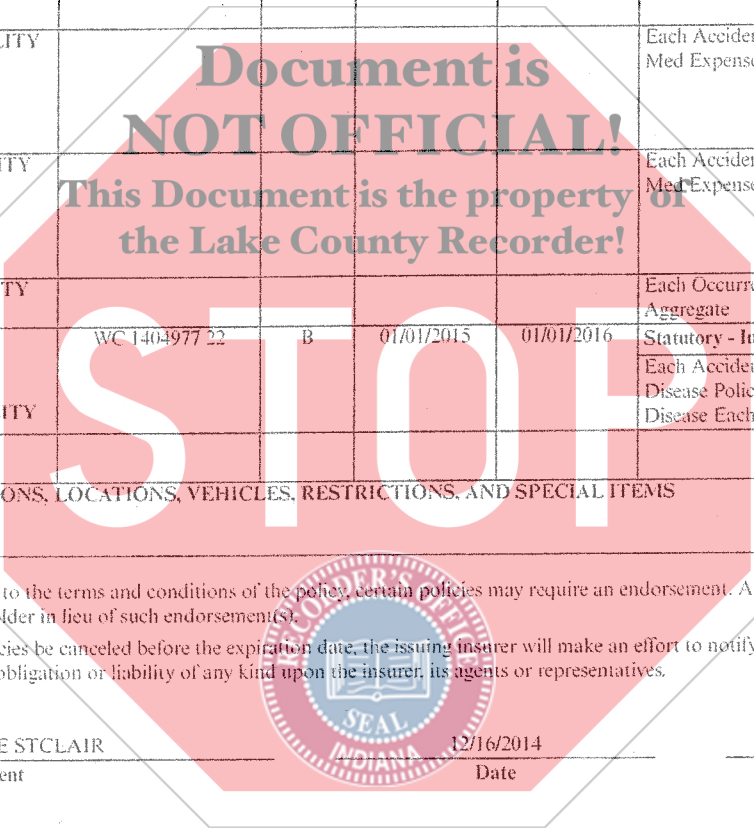 LITY
Each Acciden
Med Expense
Document is
NOT OFFICIAL!
ITY
Each Acciden
Med Expense
This Document is the property of
the Lake County Recorder!
TY
Each Occurre
Aggregate
WC 1404977 22 B 01/01/2015 01/01/2016 Statutory - In
Each Acciden
Disease Polic
ITY
Disease Each
STOP
ONS, LOCATIONS, VEHICLES, RESTRICTIONS, AND SPECIAL ITEMS
to the terms and conditions of the policy, certain policies may require an endorsement. A
lder in lieu of such endorsement(s).
cies be canceled before the expiration date, the issuing insurer will make an effort to notify
obligation or liability of any kind upon the insurer, its agents or representatives.
RECORDER'S OFFICE
SEAL
INDIANA
E STCLAIR 12/16/2014
ent Date